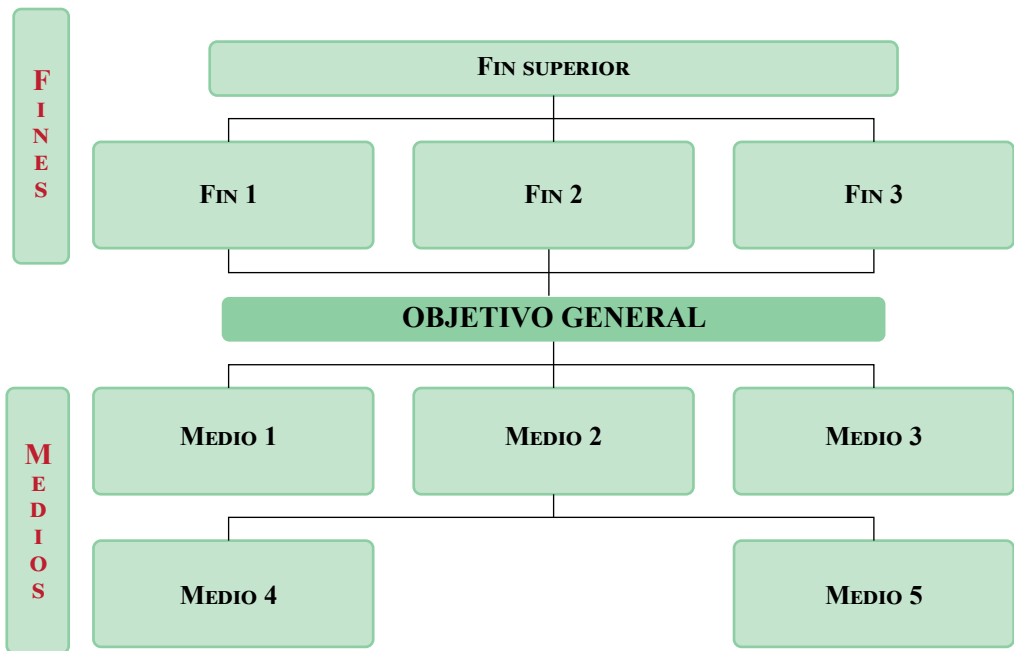 FINES
FIN SUPERIOR
FIN 1
FIN 2
FIN 3
OBJETIVO GENERAL
MEDIOS
MEDIO 1
MEDIO 2
MEDIO 3
MEDIO 4
MEDIO 5